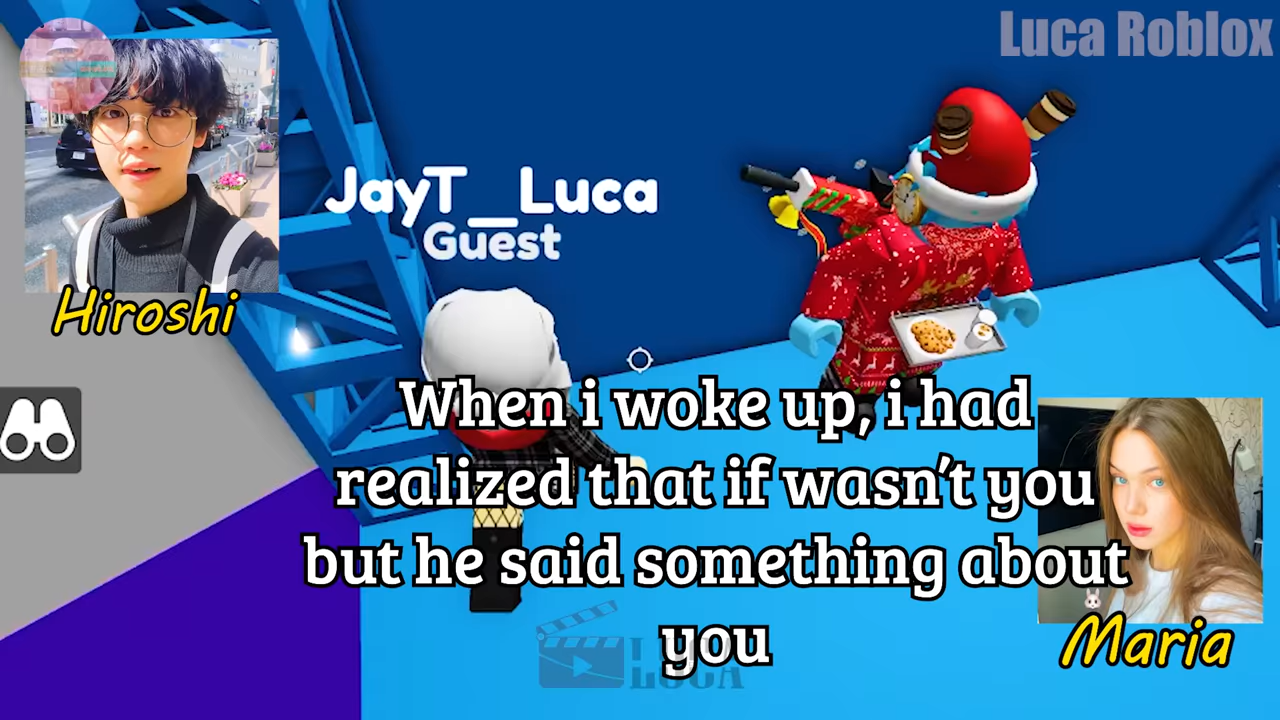 Luca Roblox
JayT__Luca
Guest
Hiroshi
When i woke up, i had
realized that if wasn't you
but he said something about
you
Maria
LUCA